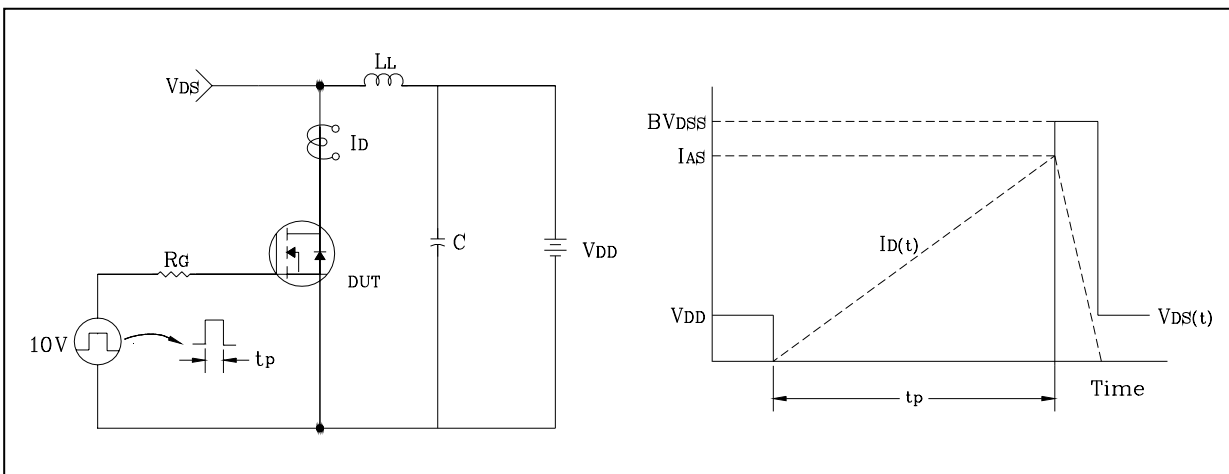 LL
VDS
ID
RG
DUT
C
VDD
10V
tp
BVDSS
IAS
ID(t)
VDD
VDS(t)
tp
Time